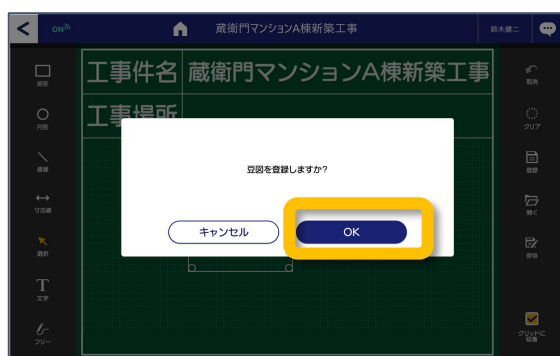 ON
蔵衛門マンションA棟新築工事
鈴木健二
工事件名 蔵衛門マンションA棟新築工事
工事場所
矩形
円形
直線
寸法線
選択
T
文字
フリー
豆図を登録しますか?
キャンセル
OK
取消
クリア
登録
開く
保存
グリッドに
吸着